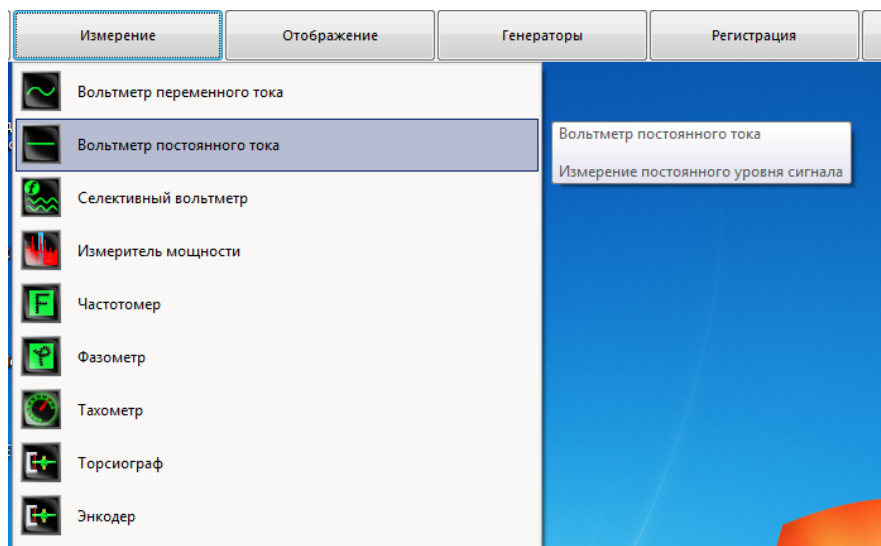 Измерение
Отображение
Генераторы
Регистрация
Вольтметр переменного тока
Вольтметр постоянного тока
Вольтметр постоянного тока
Измерение постоянного уровня сигнала
Селективный вольтметр
Измеритель мощности
F
Частотомер
Фазометр
Тахометр
Торсиограф
Энкодер